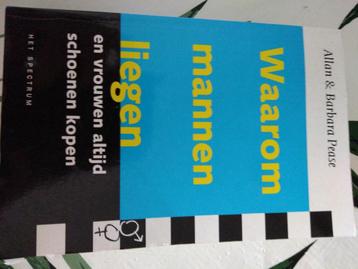 Allan & Barbara Pease
Waarom
mannen
liegen
en vrouwen altijd
schoenen kopen
HET SPECTRUM